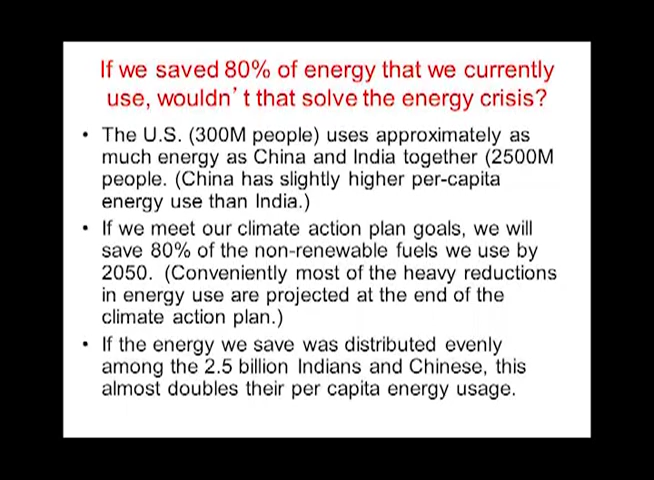 If we saved 80% of energy that we currently
use, wouldn't that solve the energy crisis?
• The U.S. (300M people) uses approximately as
much energy as China and India together (2500M
people. (China has slightly higher per-capita
energy use than India.)
• If we meet our climate action plan goals, we will
save 80% of the non-renewable fuels we use by
2050. (Conveniently most of the heavy reductions
in energy use are projected at the end of the
climate action plan.)
• If the energy we save was distributed evenly
among the 2.5 billion Indians and Chinese, this
almost doubles their per capita energy usage.